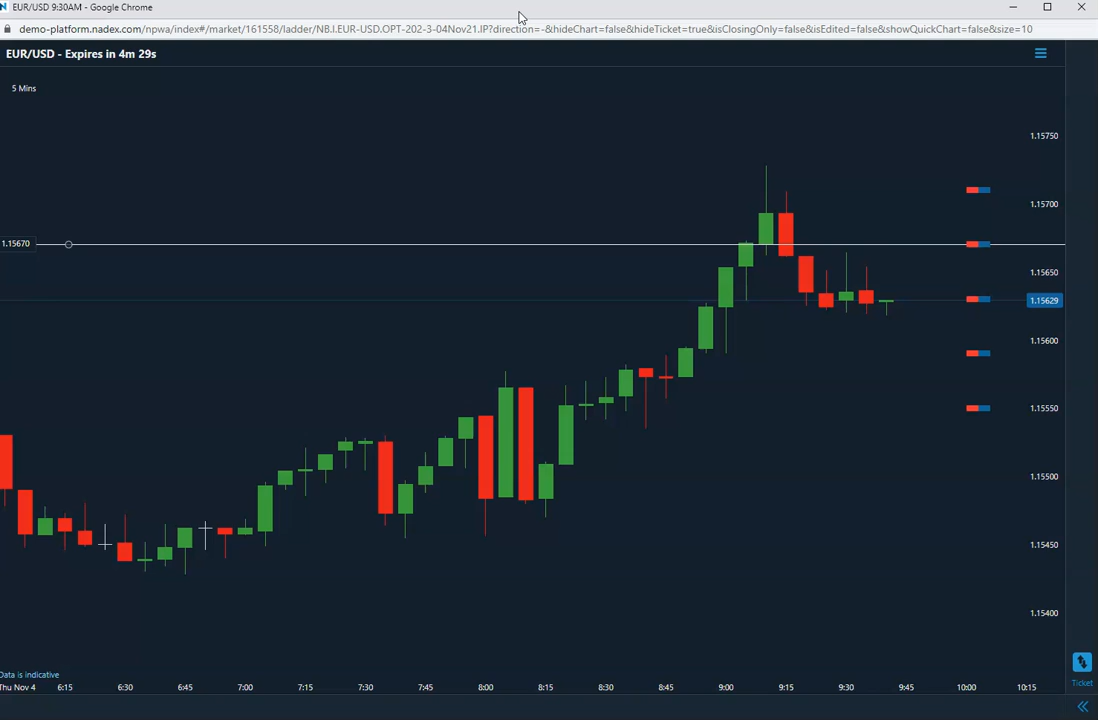 EUR/USD 9:30AM - Google Chrome
demo-platform.nadex.com/npwa/index#/market/161558/ladder/NB.I.EUR-USD.OPT-202-3-04Nov21.IP?direction=-&hideChart=false&hideTicket=true&isClosingOnly=false&isEdited=false&showQuickChart=false&size=10
EUR/USD - Expires in 4m 29s
5 Mins
1.15750
1.15700
1.15670
1.15650
1.15629
1.15600
1.15550
1.15500
1.15450
1.15400
Data is indicative
Thu Nov 4 6:15 6:30 6:45 7:00 7:15 7:30 7:45 8:00 8:15 8:30 8:45 9:00 9:15 9:30 9:45 10:00 10:15
Ticket